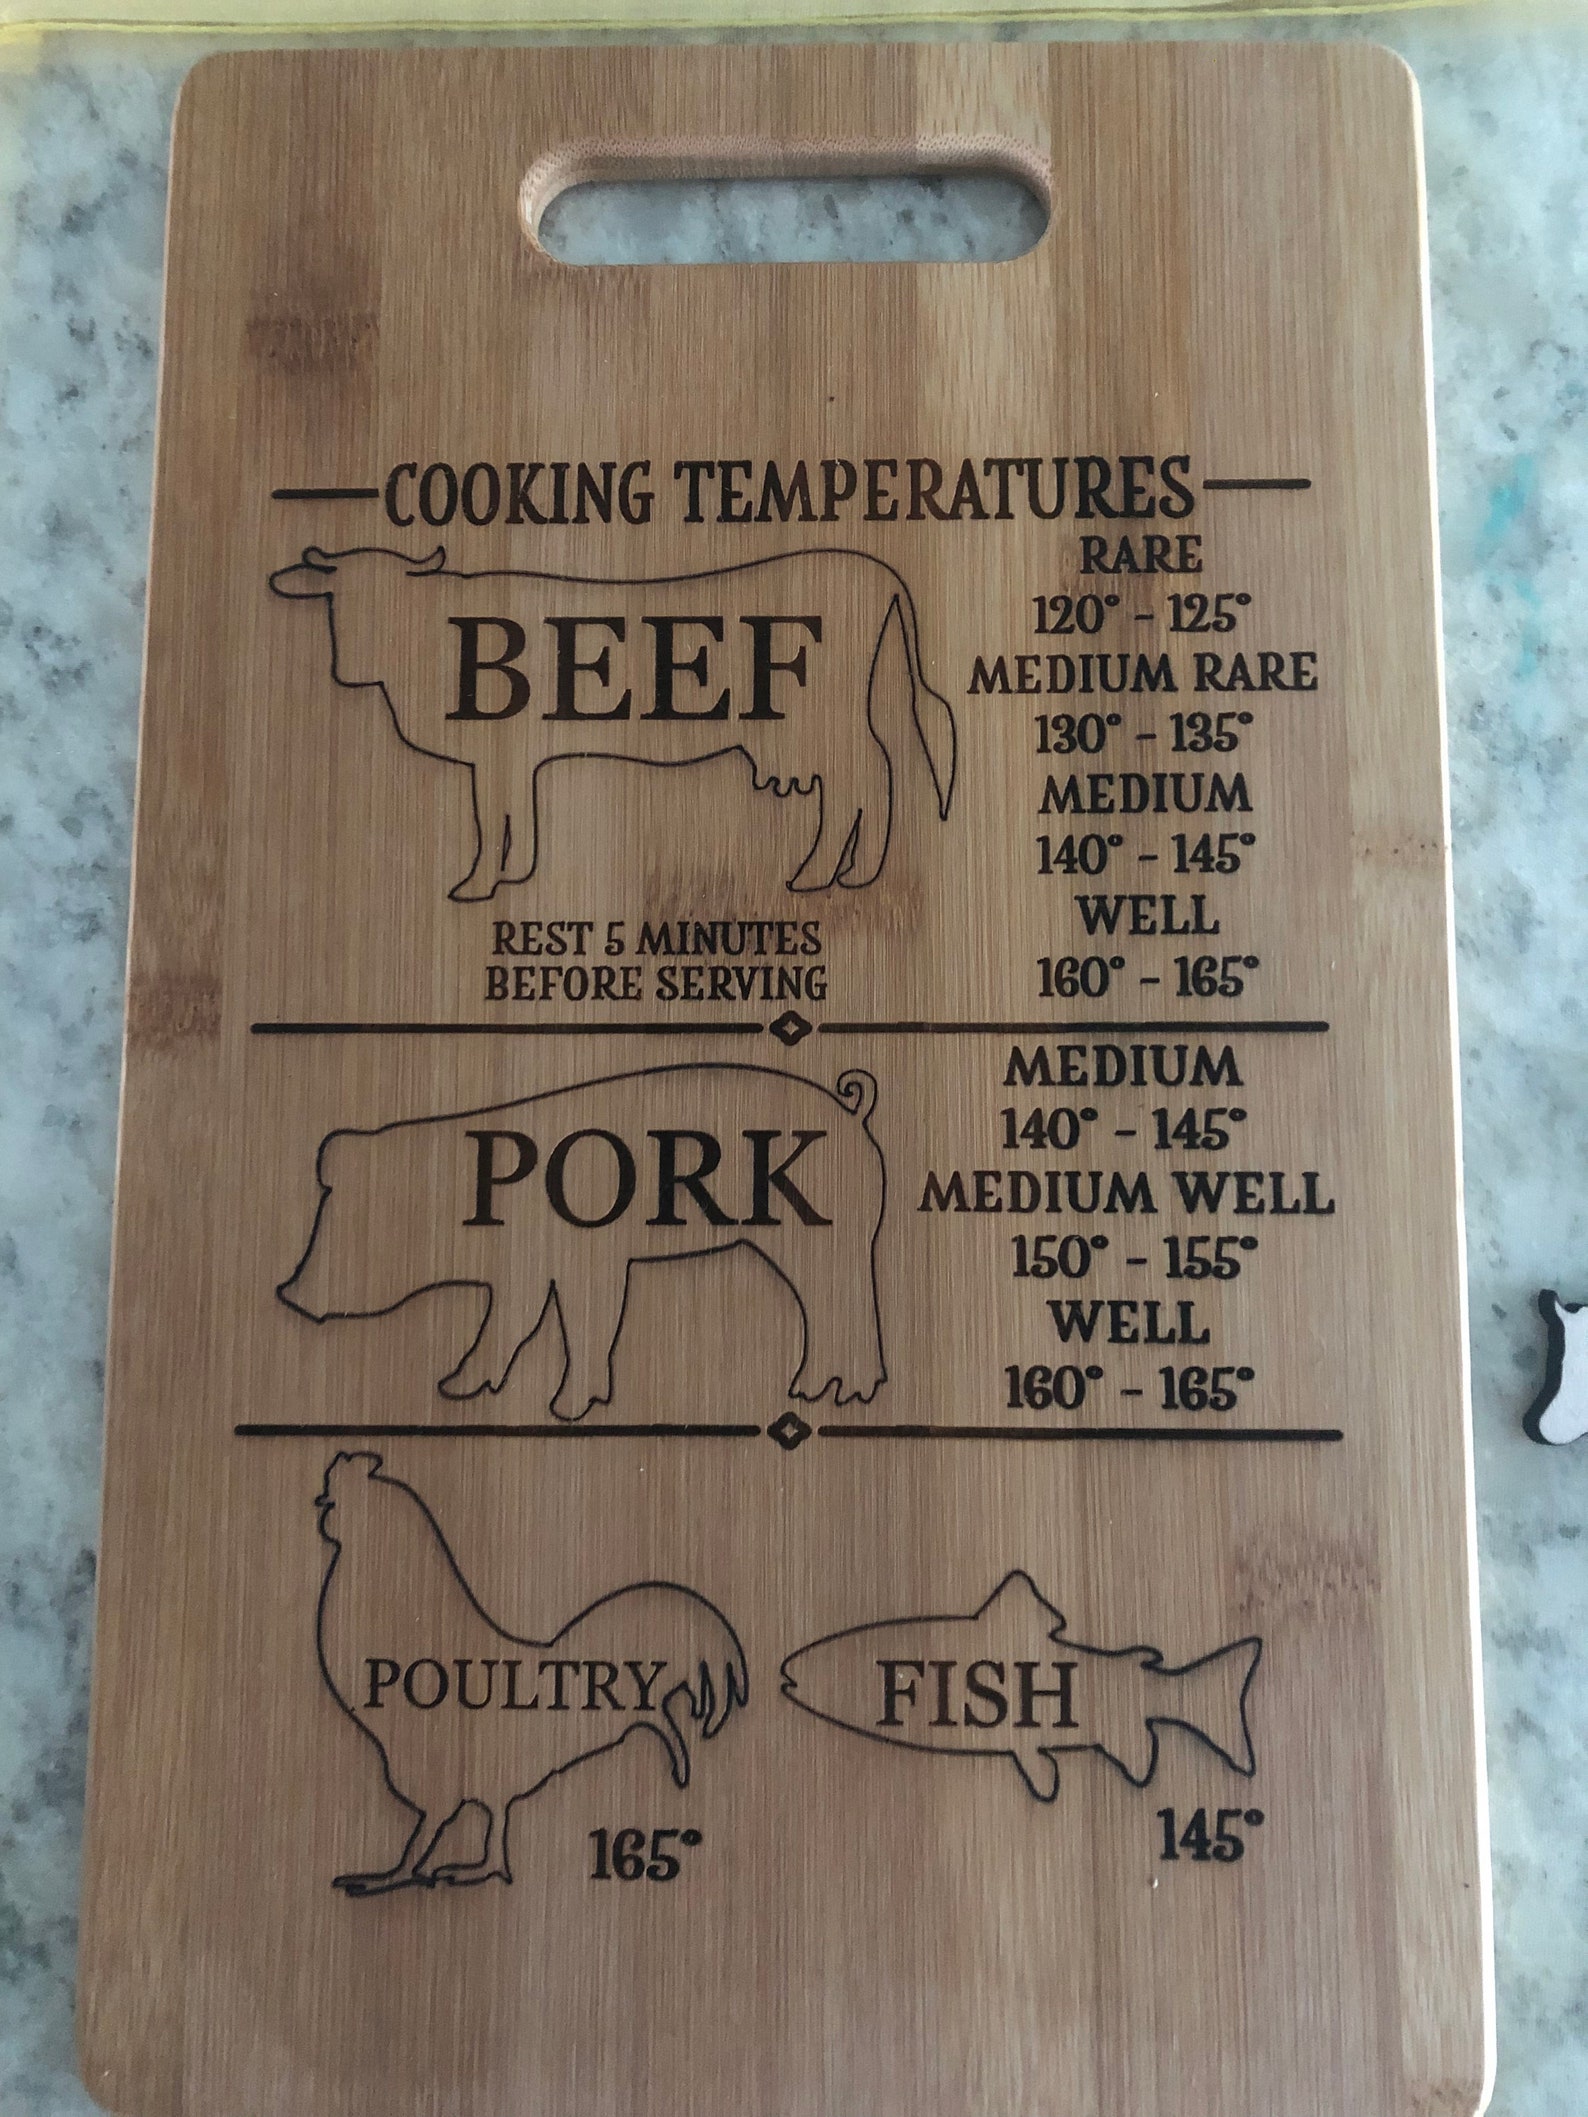 COOKING TEMPERATURES
BEEF
RARE
120° - 125°
MEDIUM RARE
130° - 135°
MEDIUM
140° - 145°
WELL
160° - 165°
REST 5 MINUTES
BEFORE SERVING
PORK
MEDIUM
140° - 145°
MEDIUM WELL
150° - 155°
WELL
160° - 165°
POULTRY
165°
FISH
145°